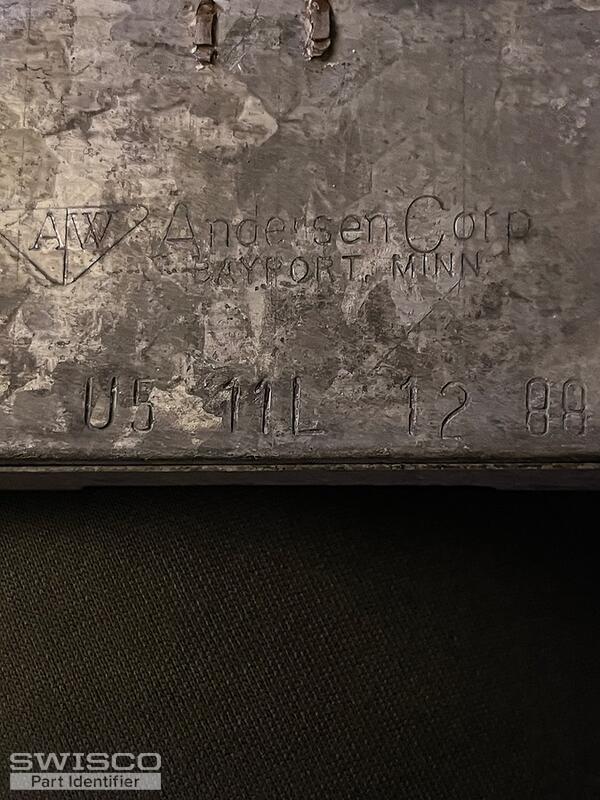 AW Andersen Corp
BAYPORT, MINN
U5 11L 12 88
SWISCO
Part Identifier